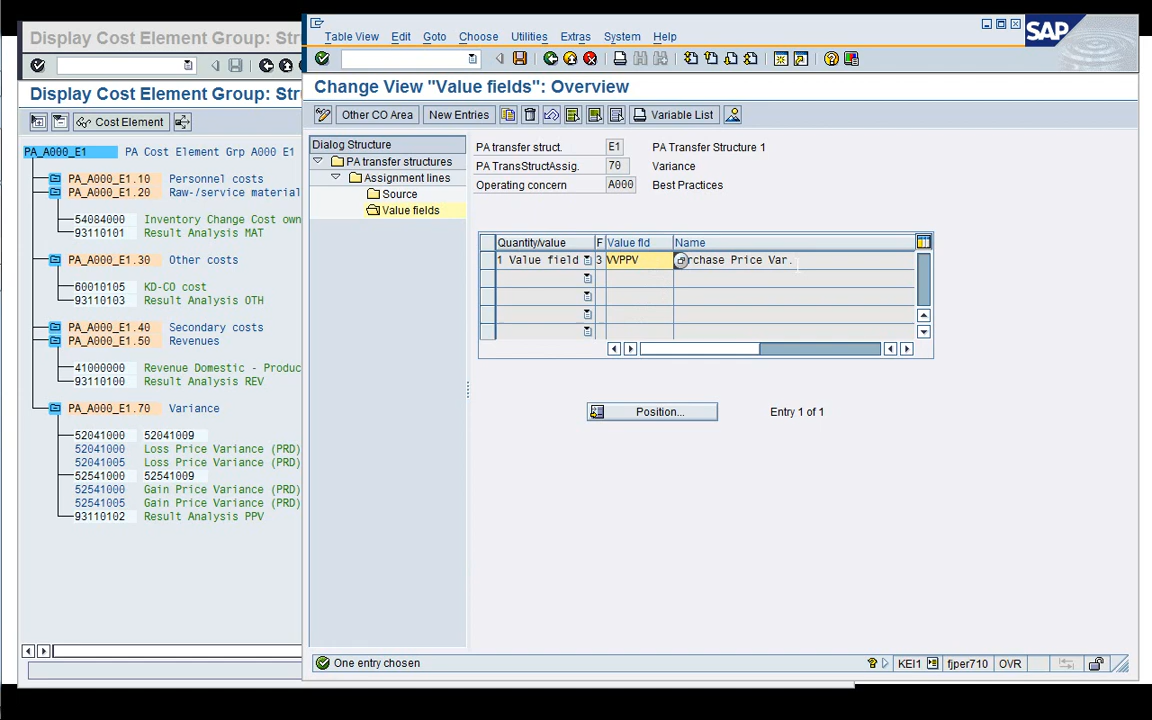 Display Cost Element Group: Str
Display Cost Element Group: Str
Cost Element
PA_A000_E1 PA Cost Element Grp A000 E1
PA_A000_E1.10 Personnel costs
PA_A000_E1.20 Raw-/service material
54084000 Inventory Change Cost own
93110101 Result Analysis MAT
PA_A000_E1.30 Other costs
60010105 KD-CO cost
93110103 Result Analysis OTH
PA_A000_E1.40 Secondary costs
PA_A000_E1.50 Revenues
41000000 Revenue Domestic - Produc
93110100 Result Analysis REV
PA_A000_E1.70 Variance
52041000 52041009
52041000 Loss Price Variance (PRD)
52041005 Loss Price Variance (PRD)
52541000 52541009
52541000 Gain Price Variance (PRD)
52541005 Gain Price Variance (PRD)
93110102 Result Analysis PPV
Table View Edit Goto Choose Utilities Extras System Help
SAP
Change View "Value fields": Overview
Other CO Area New Entries Variable List
Dialog Structure
PA transfer structures
Assignment lines
Source
Value fields
PA transfer struct. E1 PA Transfer Structure 1
PA TransStructAssig. 70 Variance
Operating concern A000 Best Practices
Quantity/value F Value fld Name
1 Value field 3 VVPPV rchase Price Var.
Position... Entry 1 of 1
One entry chosen
KEI1 fjper710 OVR